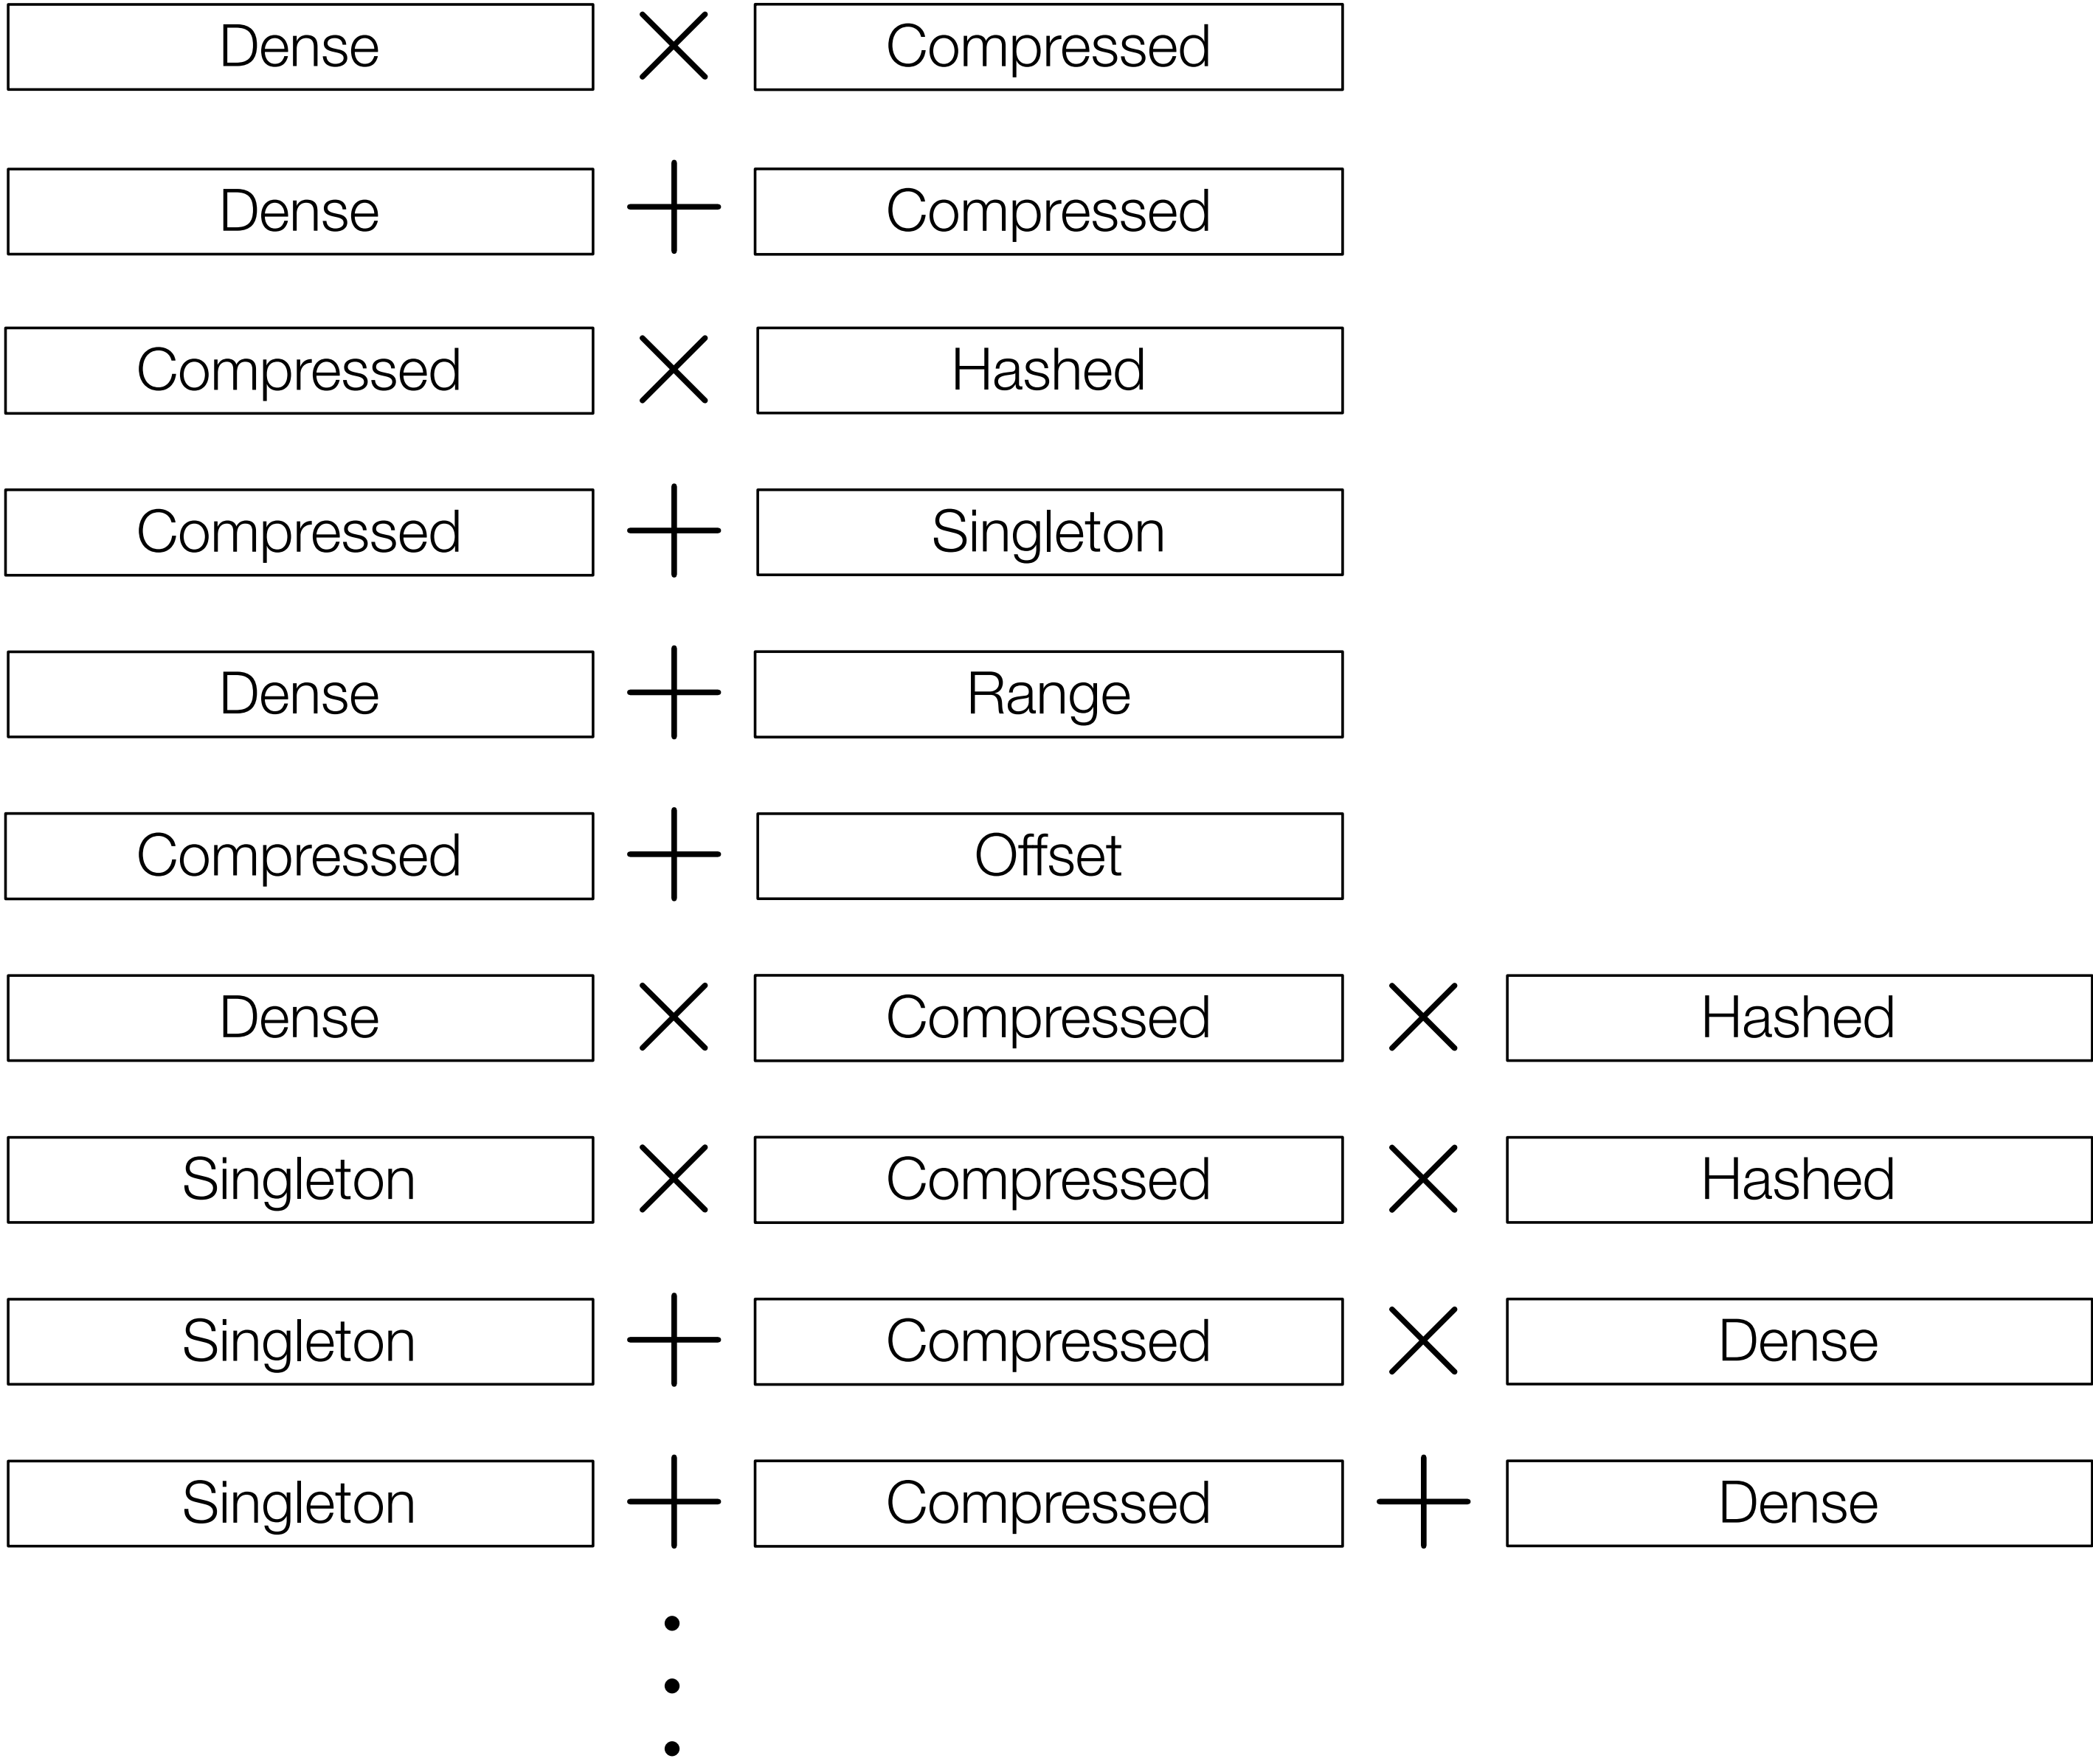 Dense × Compressed
Dense + Compressed
Compressed × Hashed
Compressed + Singleton
Dense + Range
Compressed + Offset
Dense × Compressed × Hashed
Singleton × Compressed × Hashed
Singleton + Compressed × Dense
Singleton + Compressed + Dense